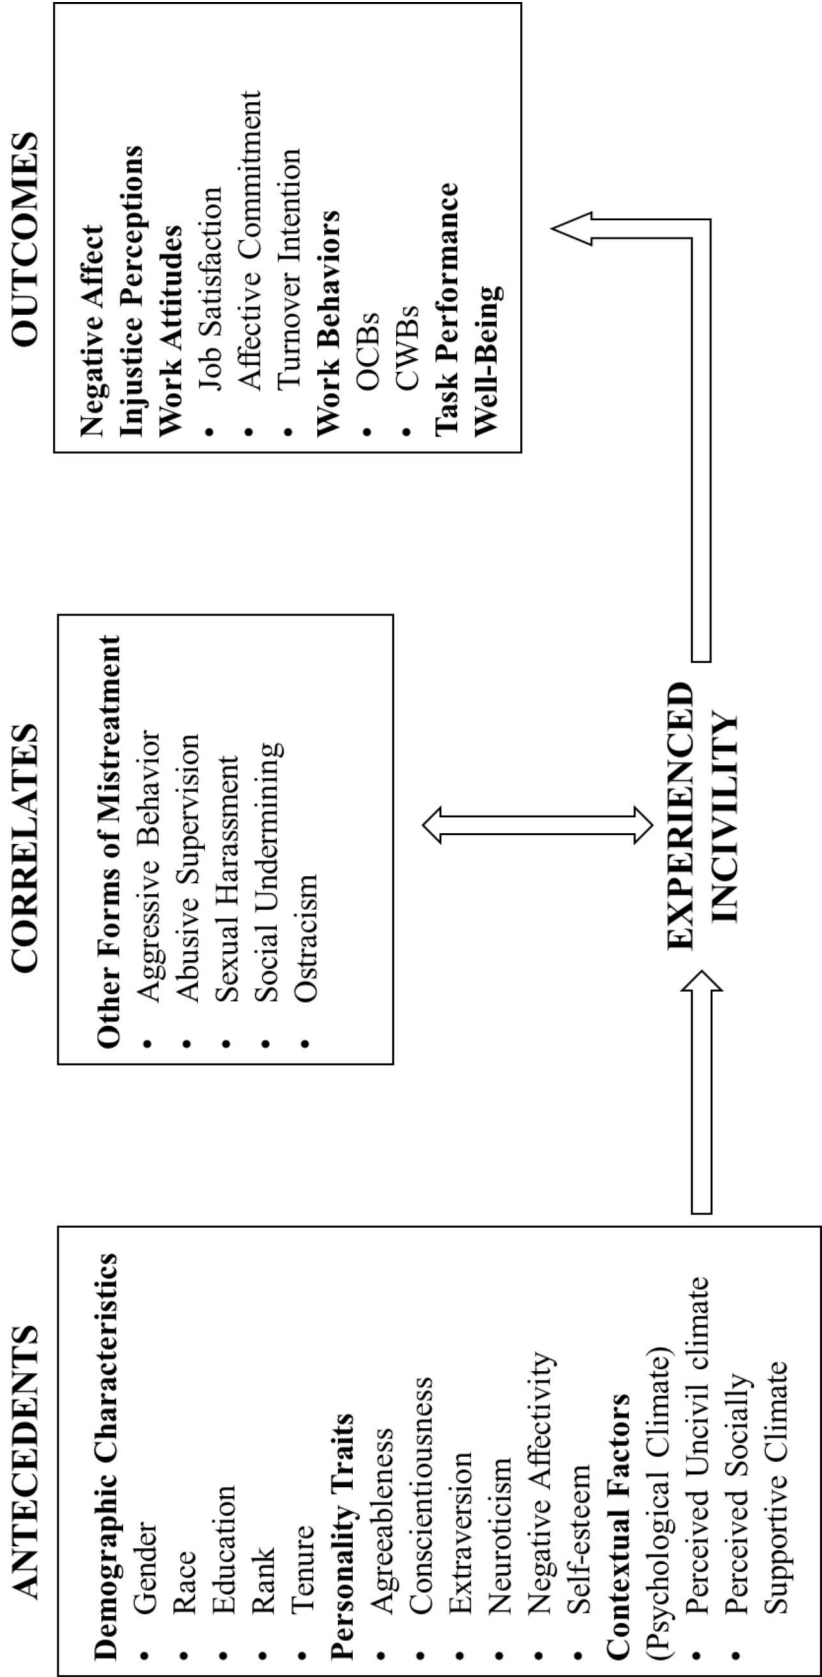 ANTECEDENTS
Demographic Characteristics
• Gender
• Race
• Education
• Rank
• Tenure
Personality Traits
• Agreeableness
• Conscientiousness
• Extraversion
• Neuroticism
• Negative Affectivity
• Self-esteem
Contextual Factors
(Psychological Climate)
• Perceived Uncivil climate
• Perceived Socially
Supportive Climate
CORRELATES
Other Forms of Mistreatment
• Aggressive Behavior
• Abusive Supervision
• Sexual Harassment
• Social Undermining
• Ostracism
EXPERIENCED
INCIVILITY
OUTCOMES
Negative Affect
Injustice Perceptions
Work Attitudes
• Job Satisfaction
• Affective Commitment
• Turnover Intention
Work Behaviors
• OCBs
• CWBs
Task Performance
Well-Being